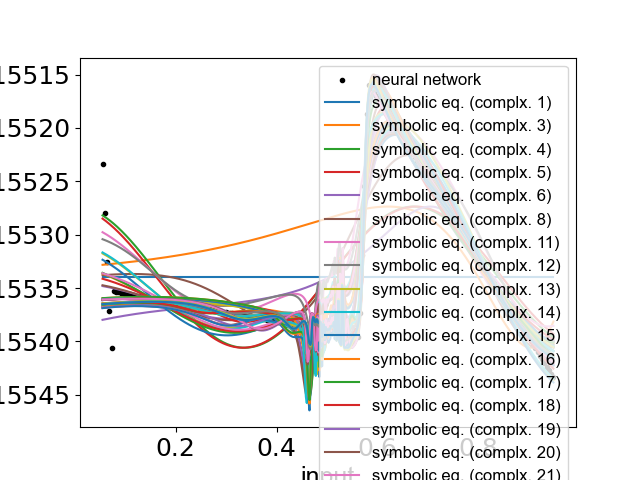 15515
15520
15525
15530
15535
15540
15545
0.2
0.4
0.6
0.8
input
neural network
symbolic eq. (complx. 1)
symbolic eq. (complx. 3)
symbolic eq. (complx. 4)
symbolic eq. (complx. 5)
symbolic eq. (complx. 6)
symbolic eq. (complx. 8)
symbolic eq. (complx. 11)
symbolic eq. (complx. 12)
symbolic eq. (complx. 13)
symbolic eq. (complx. 14)
symbolic eq. (complx. 15)
symbolic eq. (complx. 16)
symbolic eq. (complx. 17)
symbolic eq. (complx. 18)
symbolic eq. (complx. 19)
symbolic eq. (complx. 20)
symbolic eq. (complx. 21)